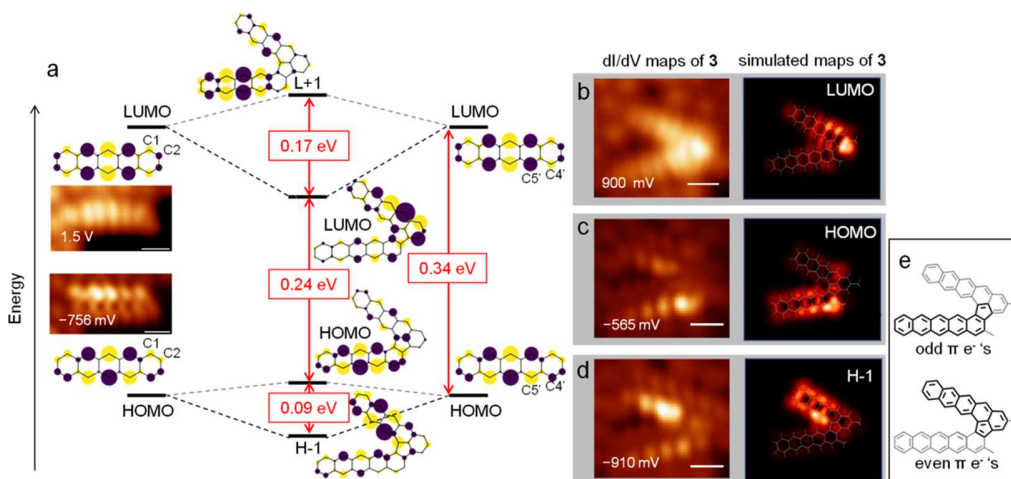 a
Energy
LUMO
C1
C2
1.5 V
−756 mV
C1
C2
HOMO
L+1
0.17 eV
LUMO
0.24 eV
HOMO
0.09 eV
H-1
LUMO
C5' C4'
0.34 eV
C5' C4'
HOMO
dI/dV maps of 3
simulated maps of 3
b
900 mV
LUMO
c
−565 mV
HOMO
d
−910 mV
H-1
e
odd π e⁻ ‘s
even π e⁻ ‘s